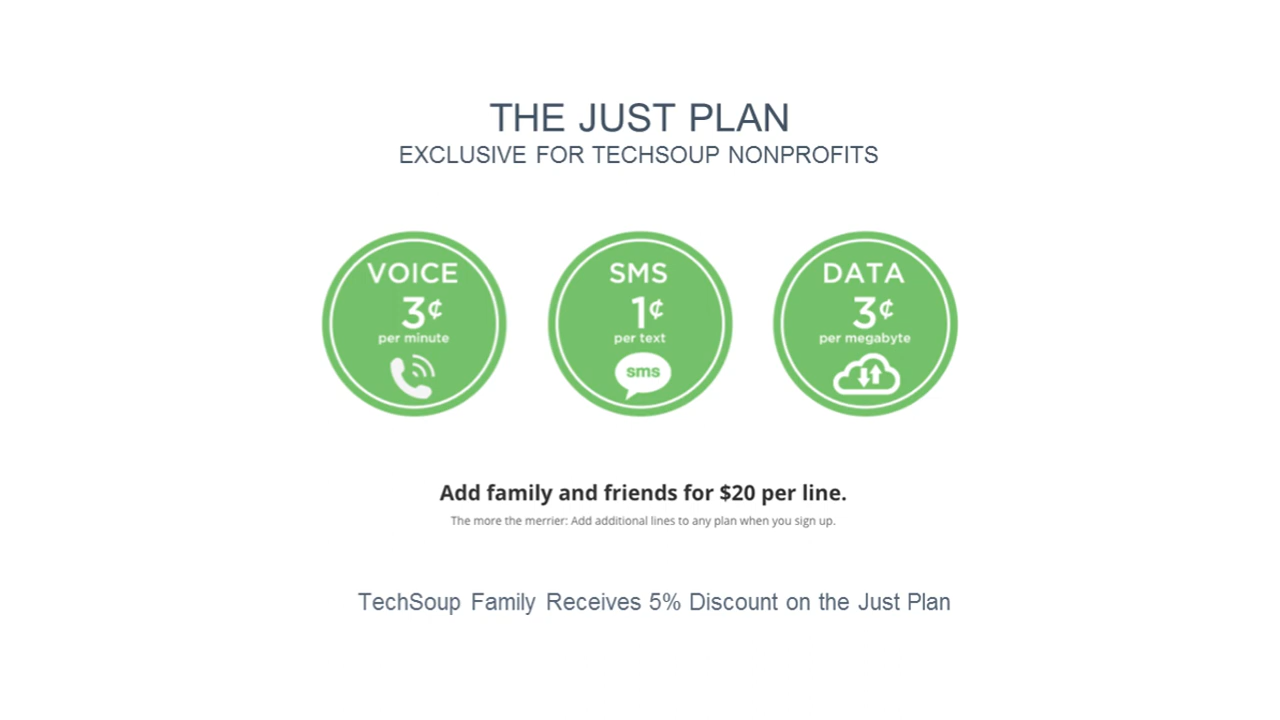 THE JUST PLAN
EXCLUSIVE FOR TECHSOUP NONPROFITS
VOICE
3¢
per minute
SMS
1¢
per text
sms
DATA
3¢
per megabyte
Add family and friends for $20 per line.
The more the merrier: Add additional lines to any plan when you sign up.
TechSoup Family Receives 5% Discount on the Just Plan